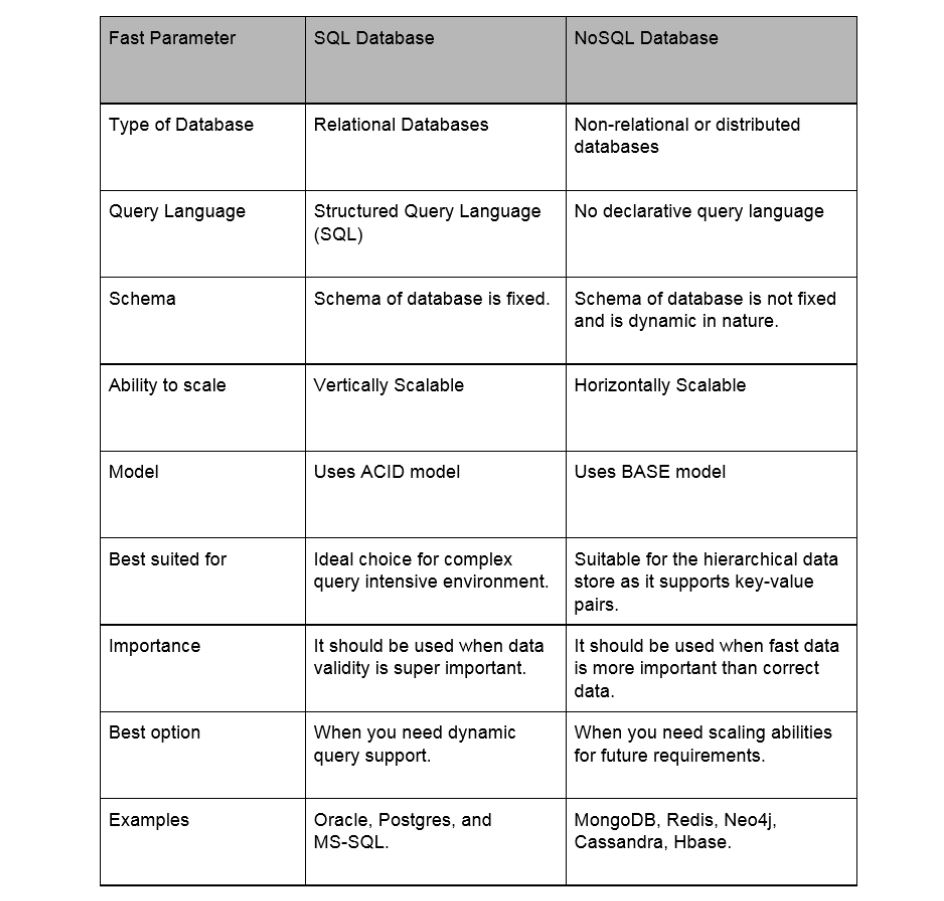 Fast Parameter
SQL Database
NoSQL Database
Type of Database
Relational Databases
Non-relational or distributed
databases
Query Language
Structured Query Language
(SQL)
No declarative query language
Schema
Schema of database is fixed.
Schema of database is not fixed
and is dynamic in nature.
Ability to scale
Vertically Scalable
Horizontally Scalable
Model
Uses ACID model
Uses BASE model
Best suited for
Ideal choice for complex
query intensive environment.
Suitable for the hierarchical data
store as it supports key-value
pairs.
Importance
It should be used when data
validity is super important.
It should be used when fast data
is more important than correct
data.
Best option
When you need dynamic
query support.
When you need scaling abilities
for future requirements.
Examples
Oracle, Postgres, and
MS-SQL.
MongoDB, Redis, Neo4j,
Cassandra, Hbase.